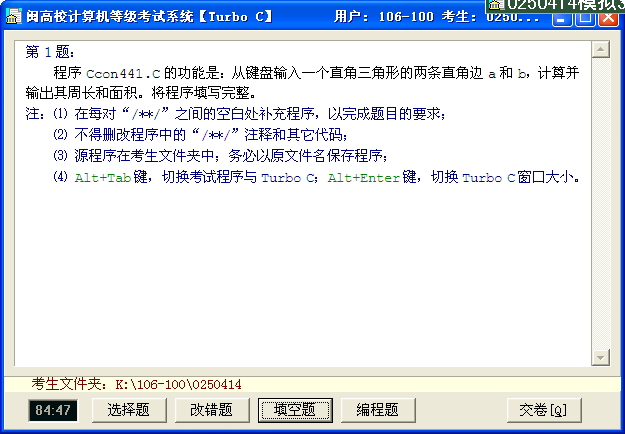 闽高校计算机等级考试系统【Turbo C】 用户: 106-100 考生: 0250...
0250414模拟
第 1 题:
程序 Ccon441.C 的功能是: 从键盘输入一个直角三角形的两条直角边 a 和 b, 计算并
输出其周长和面积。将程序填写完整。
注: ⑴ 在每对“/**/”之间的空白处补充程序, 以完成题目的要求;
⑵ 不得删改程序中的“/**/”注释和其它代码;
⑶ 源程序在考生文件夹中; 务必以原文件名保存程序;
⑷ Alt+Tab 键, 切换考试程序与 Turbo C; Alt+Enter 键, 切换 Turbo C 窗口大小。
考生文件夹: K:\106-100\0250414
84:47 选择题 改错题 填空题 编程题 交卷[Q]